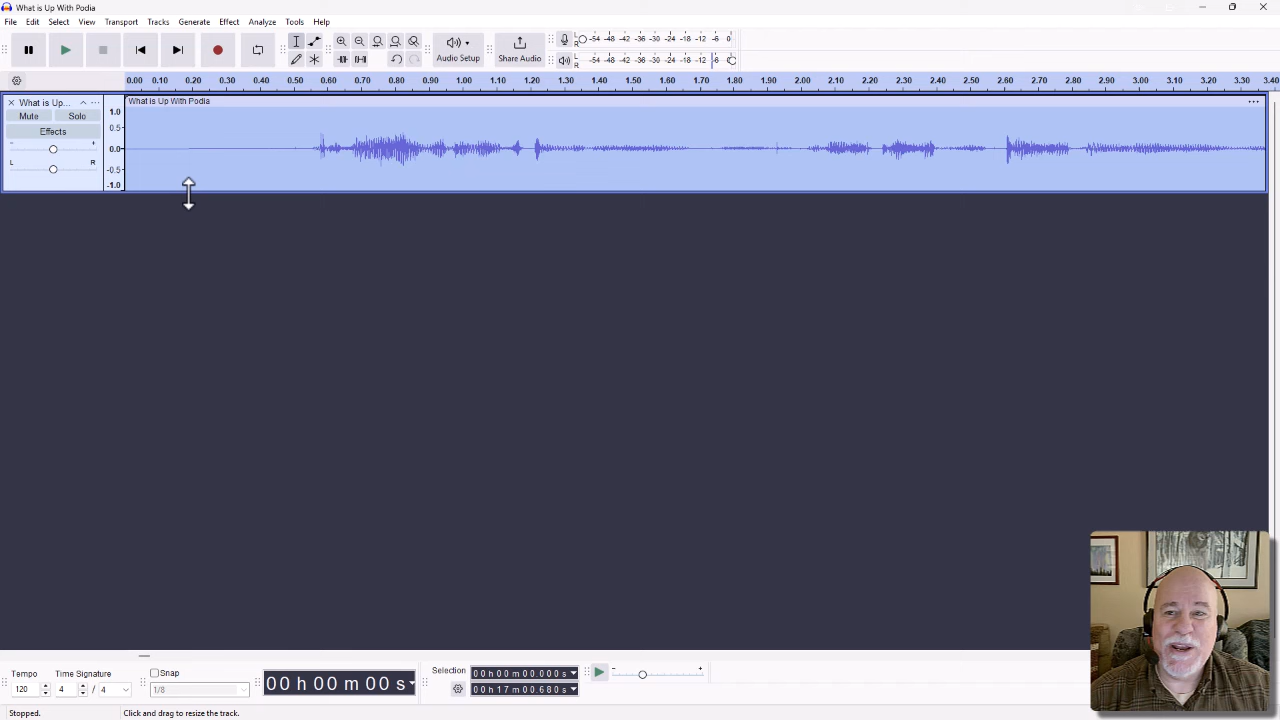 What is Up With Podia
File Edit Select View Transport Tracks Generate Effect Analyze Tools Help
Audio Setup
Share Audio
L R -54 -48 -42 -36 -30 -24 -18 -12 -6 0
L R -54 -48 -42 -36 -30 -24 -18 -12 -6 0
0.00 0.10 0.20 0.30 0.40 0.50 0.60 0.70 0.80 0.90 1.00 1.10 1.20 1.30 1.40 1.50 1.60 1.70 1.80 1.90 2.00 2.10 2.20 2.30 2.40 2.50 2.60 2.70 2.80 2.90 3.00 3.10 3.20 3.30 3.40
What is Up... What is Up With Podia
Mute Solo
Effects
- +
L R
1.0
0.5
0.0
-0.5
-1.0
Tempo Time Signature Snap
120 4 / 4 1/8
00 h 00 m 00 s
Selection 00 h 00 m 00.000 s
00 h 17 m 00.680 s
- +
Stopped. Click and drag to resize the track.